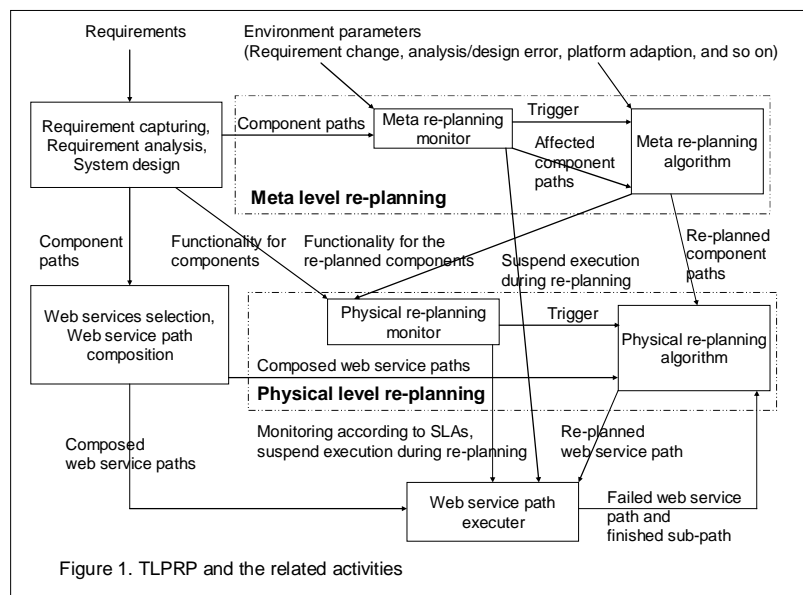 Requirements
Environment parameters
(Requirement change, analysis/design error, platform adaption, and so on)
Requirement capturing,
Requirement analysis,
System design
Component paths
Meta re-planning
monitor
Trigger
Affected
component
paths
Meta re-planning
algorithm
Meta level re-planning
Component
paths
Functionality for
components
Functionality for the
re-planned components
Suspend execution
during re-planning
Re-planned
component
paths
Web services selection,
Web service path
composition
Physical re-planning
monitor
Trigger
Physical re-planning
algorithm
Composed web service paths
Physical level re-planning
Composed
web service paths
Monitoring according to SLAs,
suspend execution during re-planning
Re-planned
web service path
Web service path
executer
Failed web service
path and
finished sub-path
Figure 1. TLPRP and the related activities